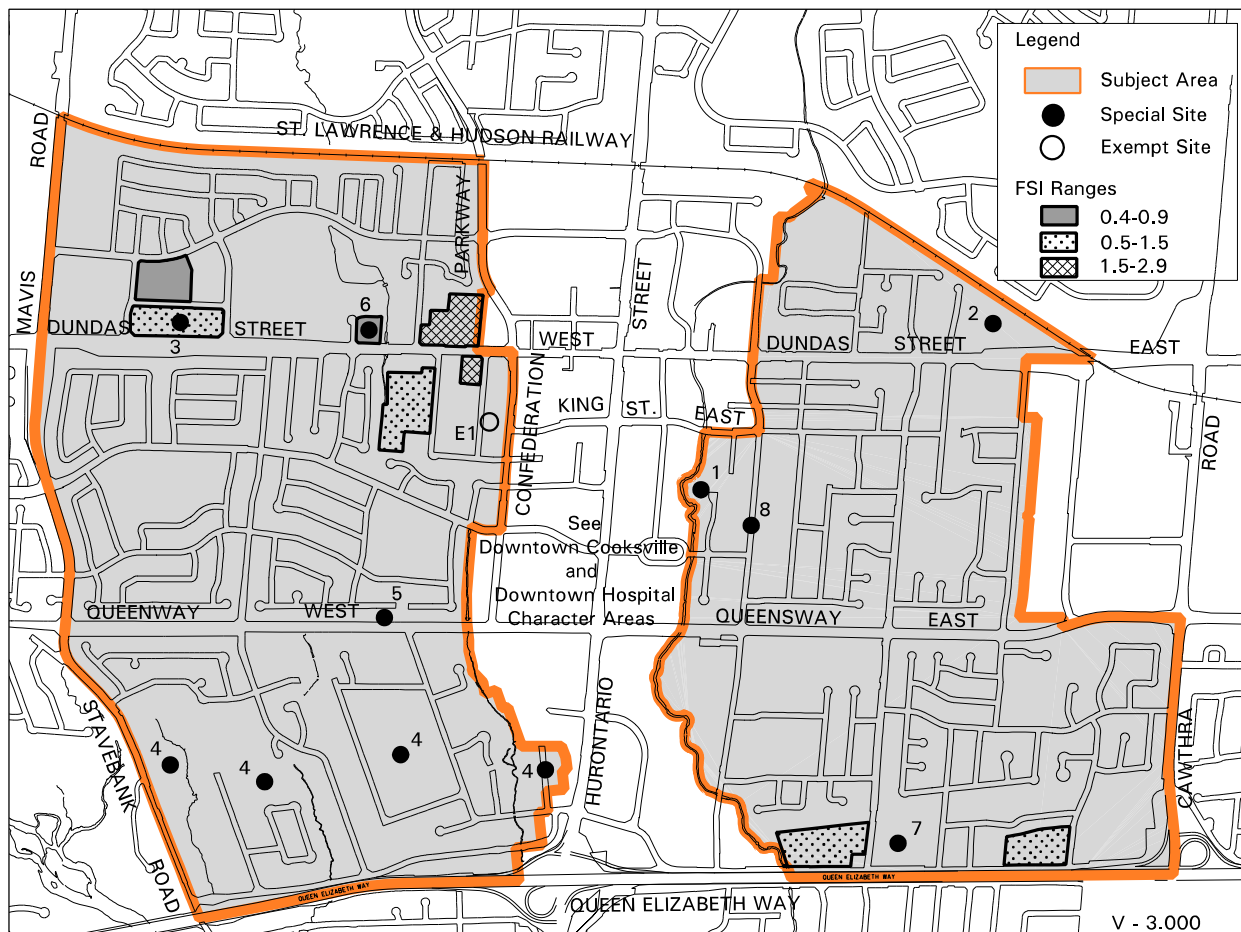 Legend
Subject Area
Special Site
Exempt Site
FSI Ranges
0.4-0.9
0.5-1.5
1.5-2.9
ST. LAWRENCE & HUDSON RAILWAY
ROAD
MAVIS
PARKWAY
STREET
6
2
DUNDAS
STREET
WEST
DUNDAS
STREET
EAST
3
KING
ST.
EAST
E1
CONFEDERATION
ROAD
1
8
See
Downtown Cooksville
and
Downtown Hospital
Character Areas
5
QUEENWAY
WEST
QUEENSWAY
EAST
STAVEBANK
ROAD
4
4
4
4
HURONTARIO
CAWTHRA
7
QUEEN ELIZABETH WAY
QUEEN ELIZABETH WAY
QUEEN ELIZABETH WAY
V - 3.000